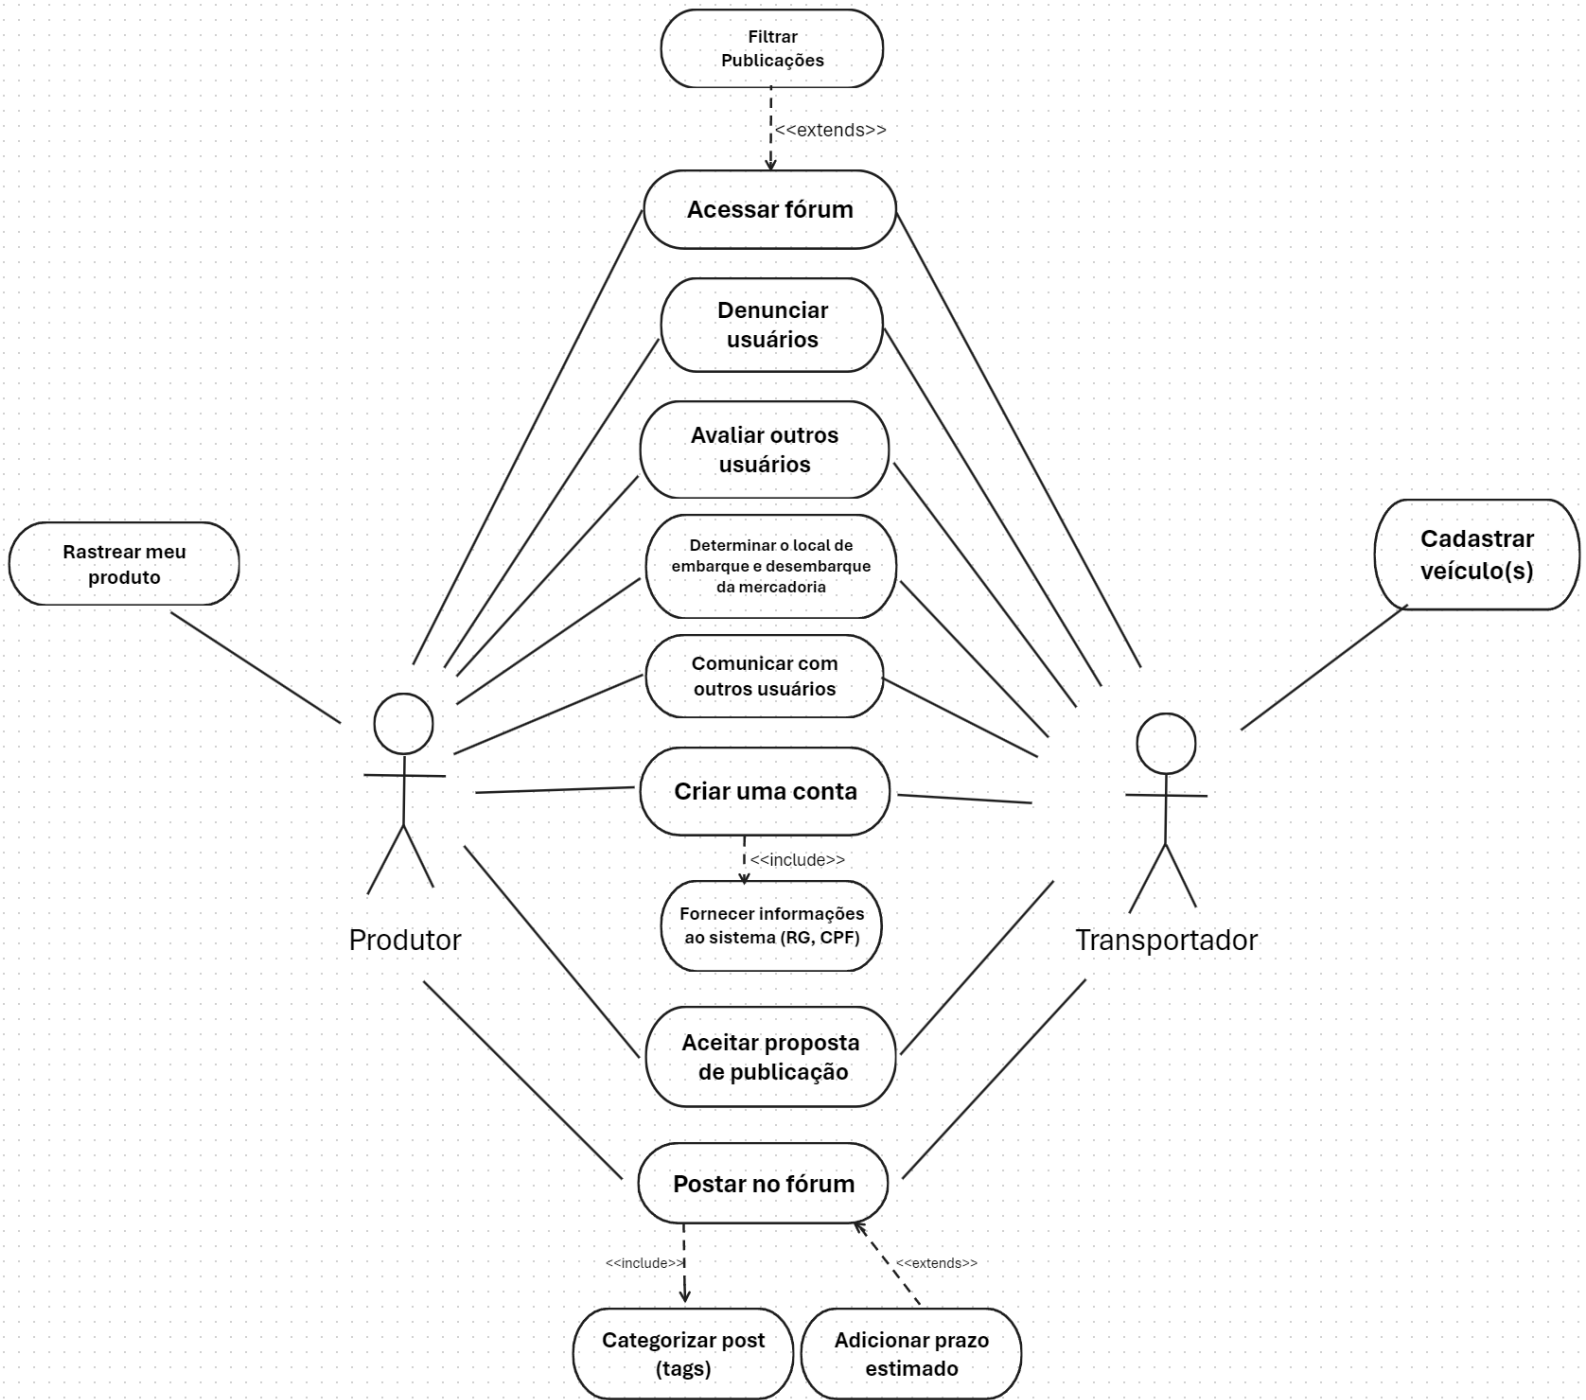 Filtrar
Publicações
<<extends>>
Acessar fórum
Denunciar
usuários
Avaliar outros
usuários
Determinar o local de
embarque e desembarque
da mercadoria
Rastrear meu
produto
Cadastrar
veículo(s)
Comunicar com
outros usuários
Criar uma conta
<<include>>
Fornecer informações
ao sistema (RG, CPF)
Produtor
Transportador
Aceitar proposta
de publicação
Postar no fórum
<<include>>
<<extends>>
Categorizar post
(tags)
Adicionar prazo
estimado